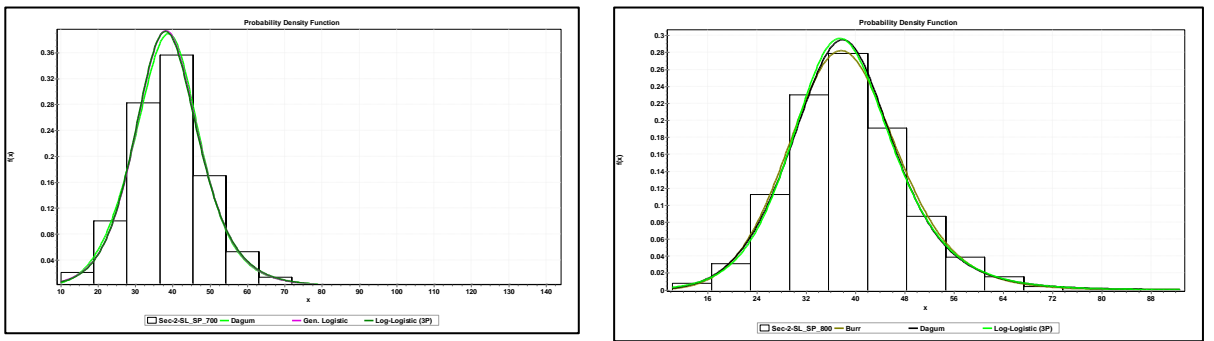 Probability Density Function
0.36
0.32
0.28
0.24
0.2
0.16
0.12
0.08
0.04
f(x)
10 20 30 40 50 60 70 80 90 100 110 120 130 140
x
Sec-2-SL_SP_700 Dagum Gen. Logistic Log-Logistic (3P)
Probability Density Function
0.3
0.28
0.26
0.24
0.22
0.2
0.18
0.16
0.14
0.12
0.1
0.08
0.06
0.04
0.02
0
f(x)
16 24 32 40 48 56 64 72 80 88
x
Sec-2-SL_SP_800 Burr Dagum Log-Logistic (3P)